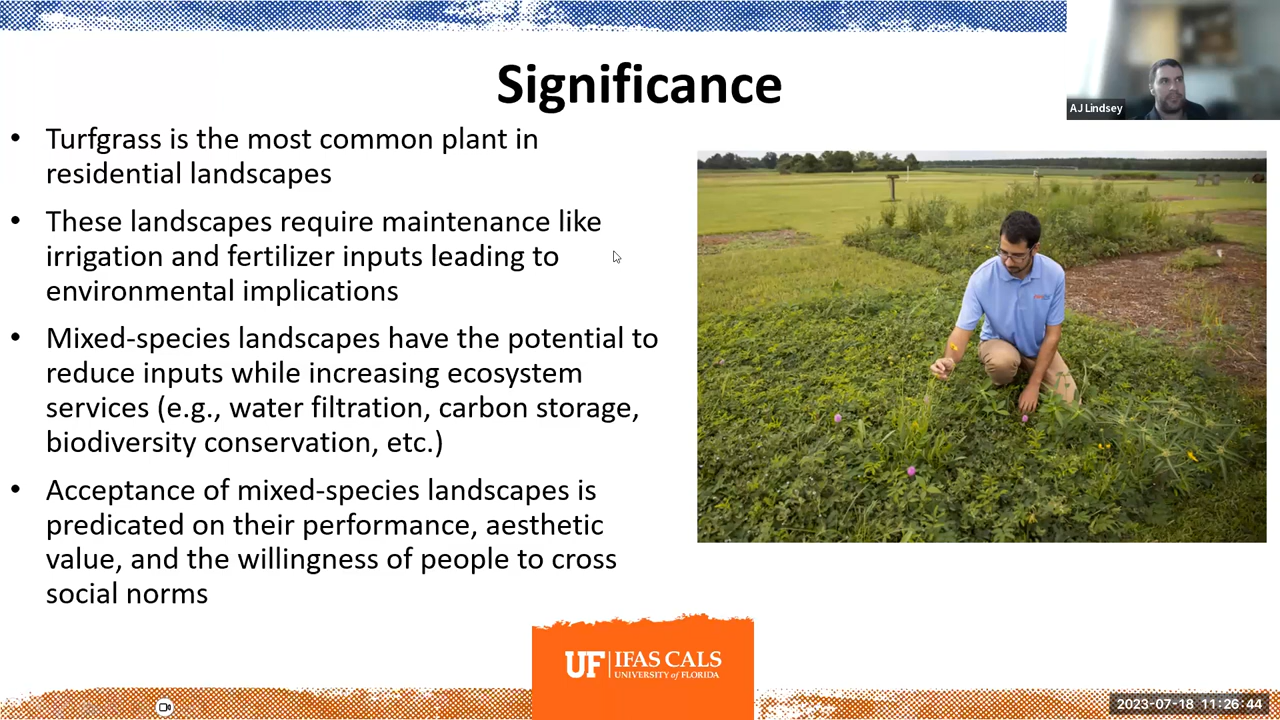 Significance
AJ Lindsey
• Turfgrass is the most common plant in
residential landscapes
• These landscapes require maintenance like
irrigation and fertilizer inputs leading to
environmental implications
• Mixed-species landscapes have the potential to
reduce inputs while increasing ecosystem
services (e.g., water filtration, carbon storage,
biodiversity conservation, etc.)
• Acceptance of mixed-species landscapes is
predicated on their performance, aesthetic
value, and the willingness of people to cross
social norms
UF | IFAS CALS
UNIVERSITY of FLORIDA
2023-07-18 11:26:44